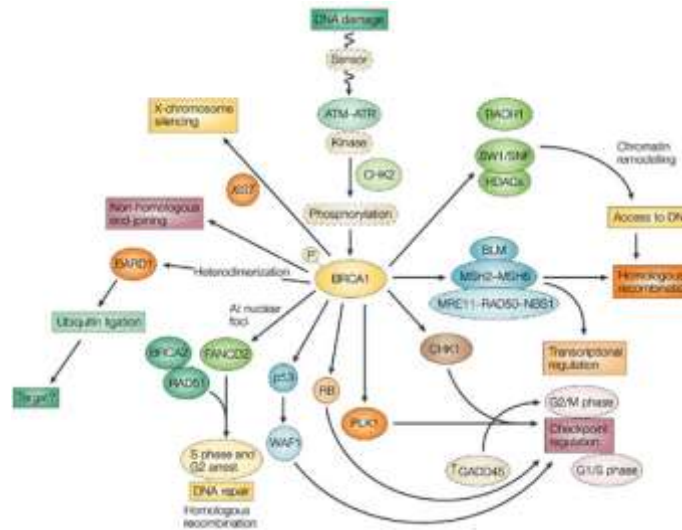 DNA damage
Sensor
ATM-ATR
Kinase
CHK2
Phosphorylation
X-chromosome
silencing
XIST
Non-homologous
end-joining
BARD1
Heterodimerization
P
BRCA1
BACH1
SW1/SNF
HDACs
Chromatin
remodelling
Access to DN
BLM
MSH2-MSH6
MRE11-RAD50-NBS1
Homologous
recombinatio
Transcriptional
regulation
Ubiquitin ligation
Target ?
At nuclear
foci
BRCA2
FANCD2
RAD51
S phase and
G2 arrest
DNA repair
Homologous
recombination
p53
WAF1
RB
PLK1
CHK1
GADD45
G2/M phase
Checkpoint
regulation
G1/S phase